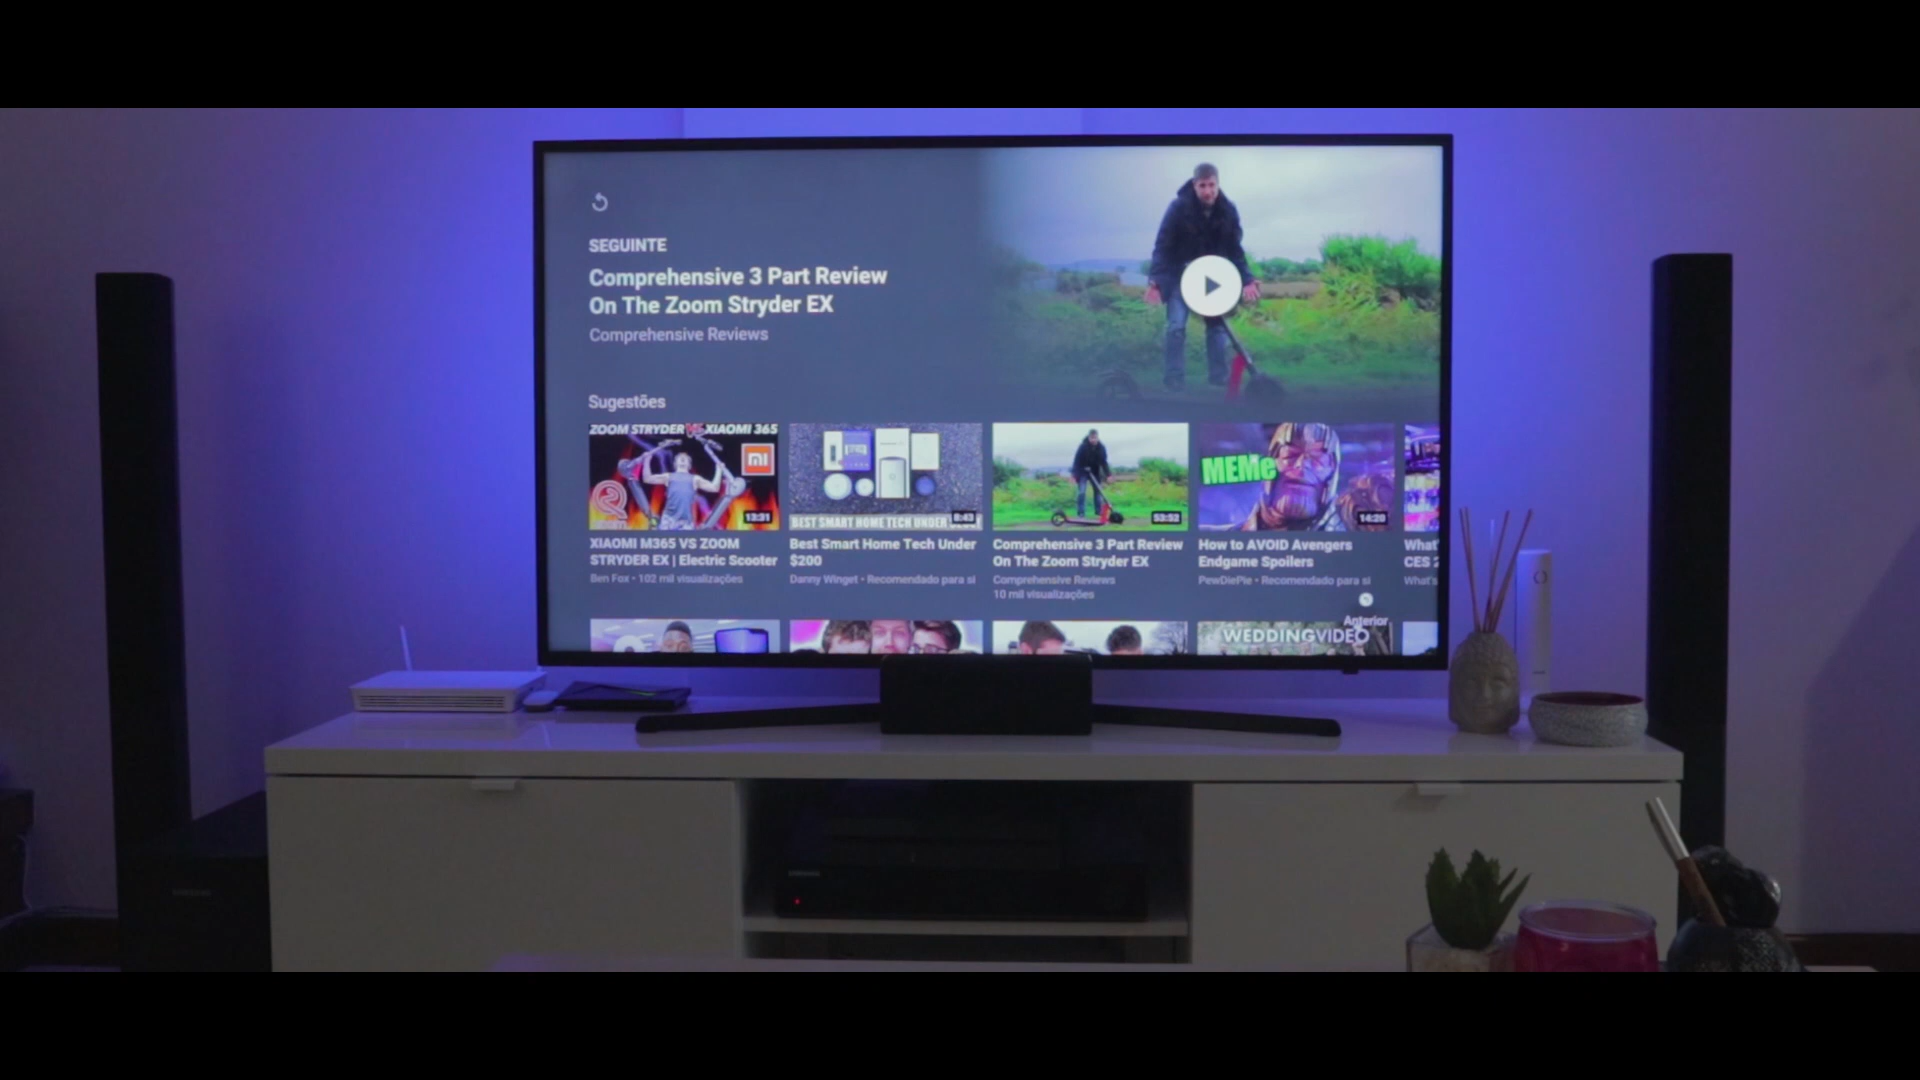 SEGUINTE
Comprehensive 3 Part Review
On The Zoom Stryder EX
Comprehensive Reviews
Sugestões
ZOOM STRYDER VS XIAOMI 365
mi
13:31
XIAOMI M365 VS ZOOM
STRYDER EX | Electric Scooter
Ben Fox • 102 mil visualizações
BEST SMART HOME TECH UNDER
8:43
Best Smart Home Tech Under
$200
Danny Winget • Recomendado para si
53:52
Comprehensive 3 Part Review
On The Zoom Stryder EX
Comprehensive Reviews
10 mil visualizações
MEMe
14:20
How to AVOID Avengers
Endgame Spoilers
PewDiePie • Recomendado para si
What'
CES
What's
Anterior
WEDDINGVIDEO